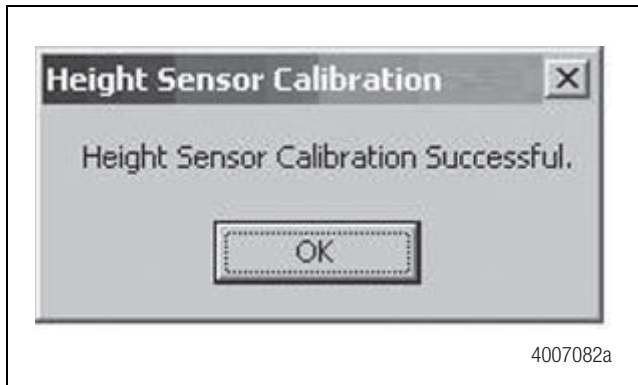 Height Sensor Calibration
Height Sensor Calibration Successful.
OK
4007082a